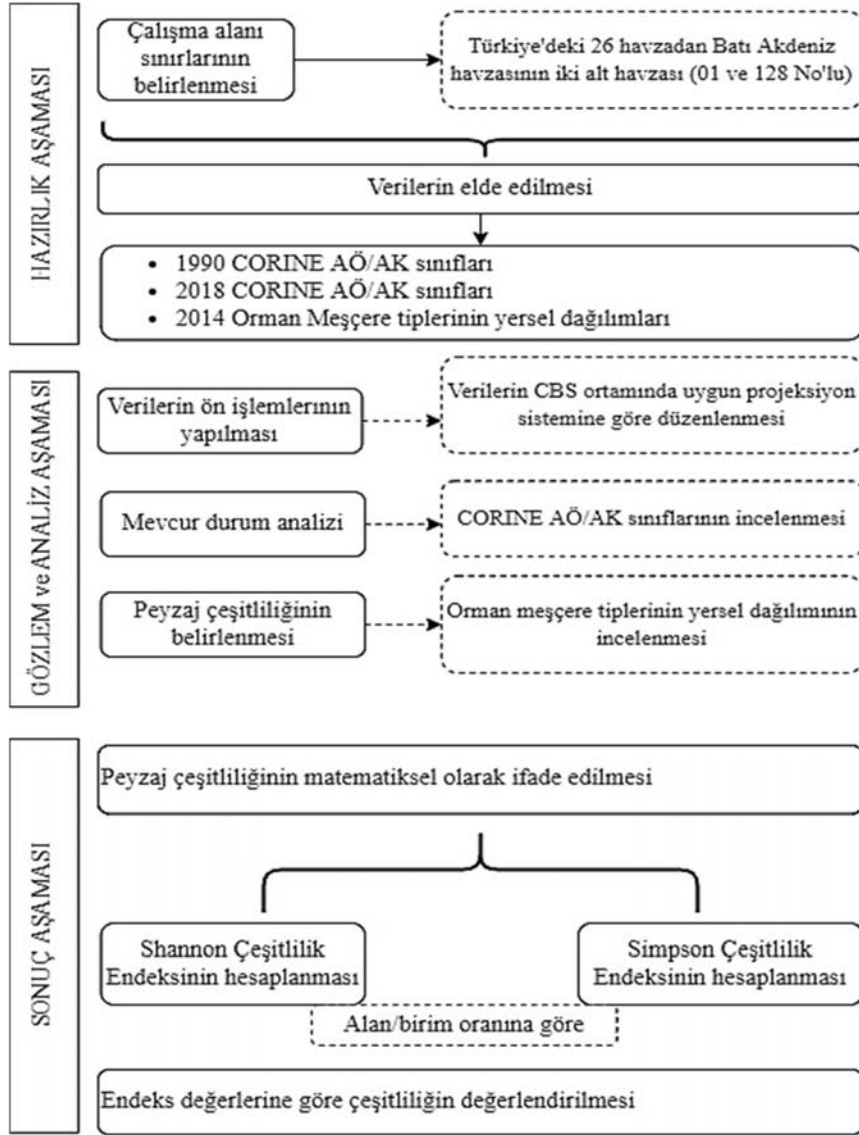 HAZIRLIK AŞAMASI
Çalışma alanı
sınırlarının
belirlenmesi
Türkiye'deki 26 havzadan Batı Akdeniz
havzasının iki alt havzası (01 ve 128 No'lu)
Verilerin elde edilmesi
• 1990 CORINE AÖ/AK sınıfları
• 2018 CORINE AÖ/AK sınıfları
• 2014 Orman Meşçere tiplerinin yersel dağılımları
GÖZLEM ve ANALİZ AŞAMASI
Verilerin ön işlemlerının
yapılması
Verilerin CBS ortamında uygun projeksiyon
sistemine göre düzenlenmesi
Mevcur durum analizi
CORINE AÖ/AK sınıflarının incelenmesi
Peyzaj çeşitliliğinin
belirlenmesi
Orman meşçere tiplerinin yersel dağılımının
incelenmesi
SONUÇ AŞAMASI
Peyzaj çeşitliliğinin matematiksel olarak ifade edilmesi
Shannon Çeşitlilik
Endeksinin hesaplanması
Simpson Çeşitlilik
Endeksinin hesaplanması
Alan/birim oranına göre
Endeks değerlerine göre çeşitliliğin değerlendirilmesi